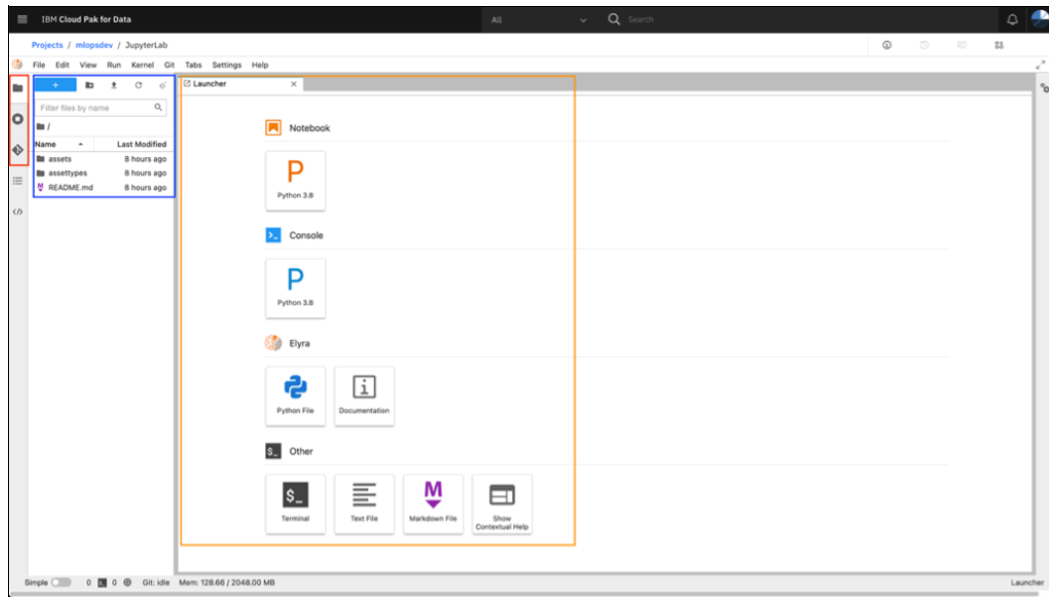 IBM Cloud Pak for Data
All
Search
Projects / mlopsdev / JupyterLab
File Edit View Run Kernel Git Tabs Settings Help
+
Launcher
Filter files by name
/
Name Last Modified
assets 8 hours ago
assettypes 8 hours ago
README.md 8 hours ago
Notebook
P
Python 3.8
Console
P
Python 3.8
Elyra
Python File
Documentation
$_ Other
$_
Terminal
Text File
M
Markdown File
Show
Contextual Help
Simple 0 0 Git: idle Mem: 128.66 / 2048.00 MB
Launcher